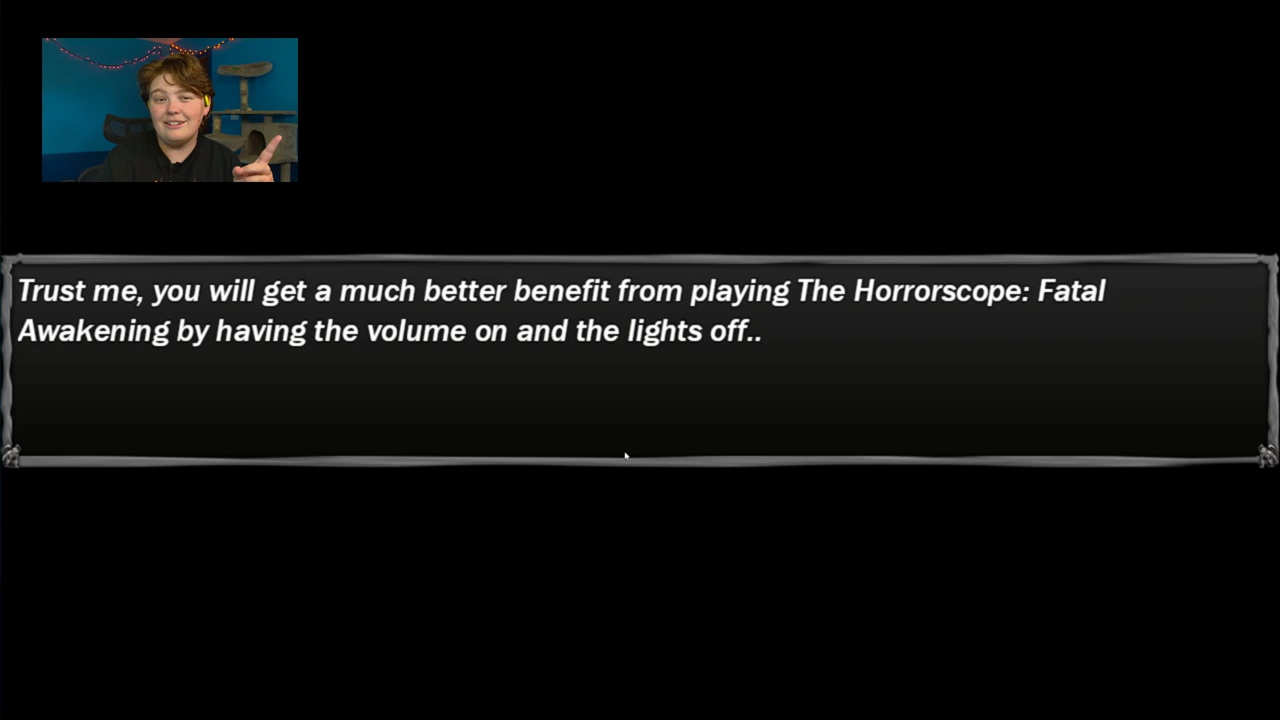 Trust me, you will get a much better benefit from playing The Horrorscope: Fatal
Awakening by having the volume on and the lights off..